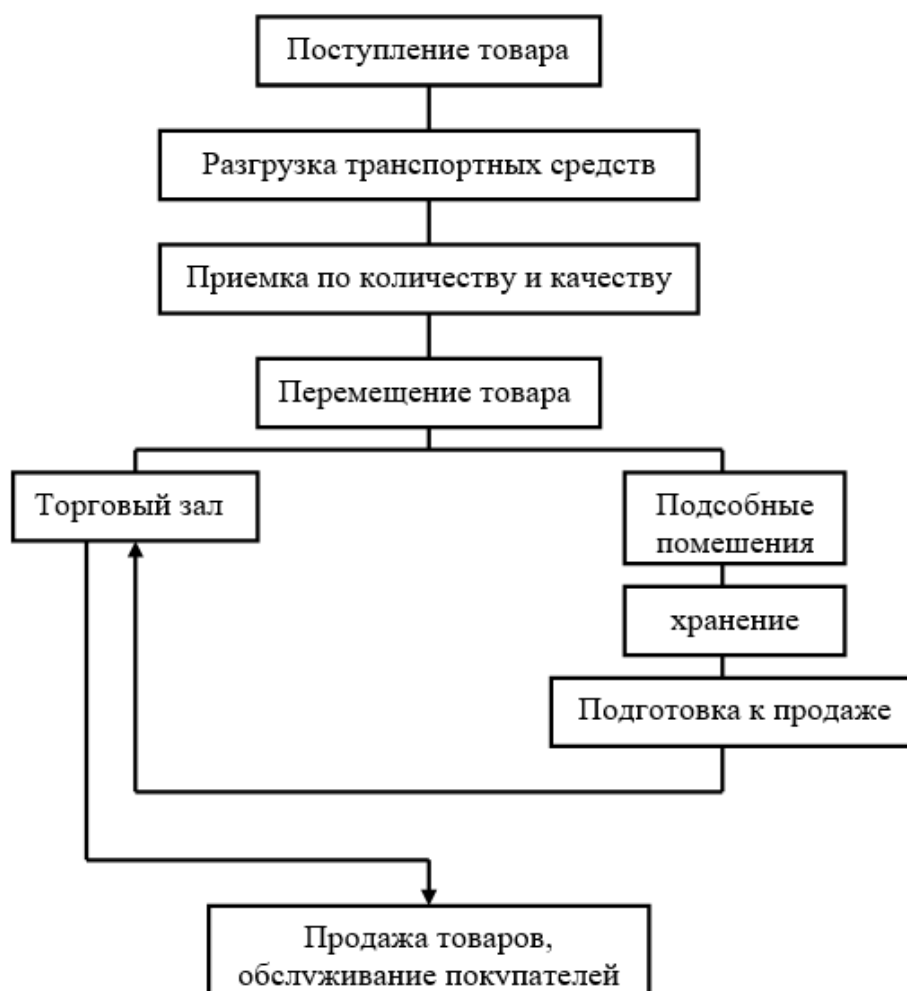 Поступление товара
Разгрузка транспортных средств
Приемка по количеству и качеству
Перемещение товара
Торговый зал
Подсобные
помешения
хранение
Подготовка к продаже
Продажа товаров,
обслуживание покупателей